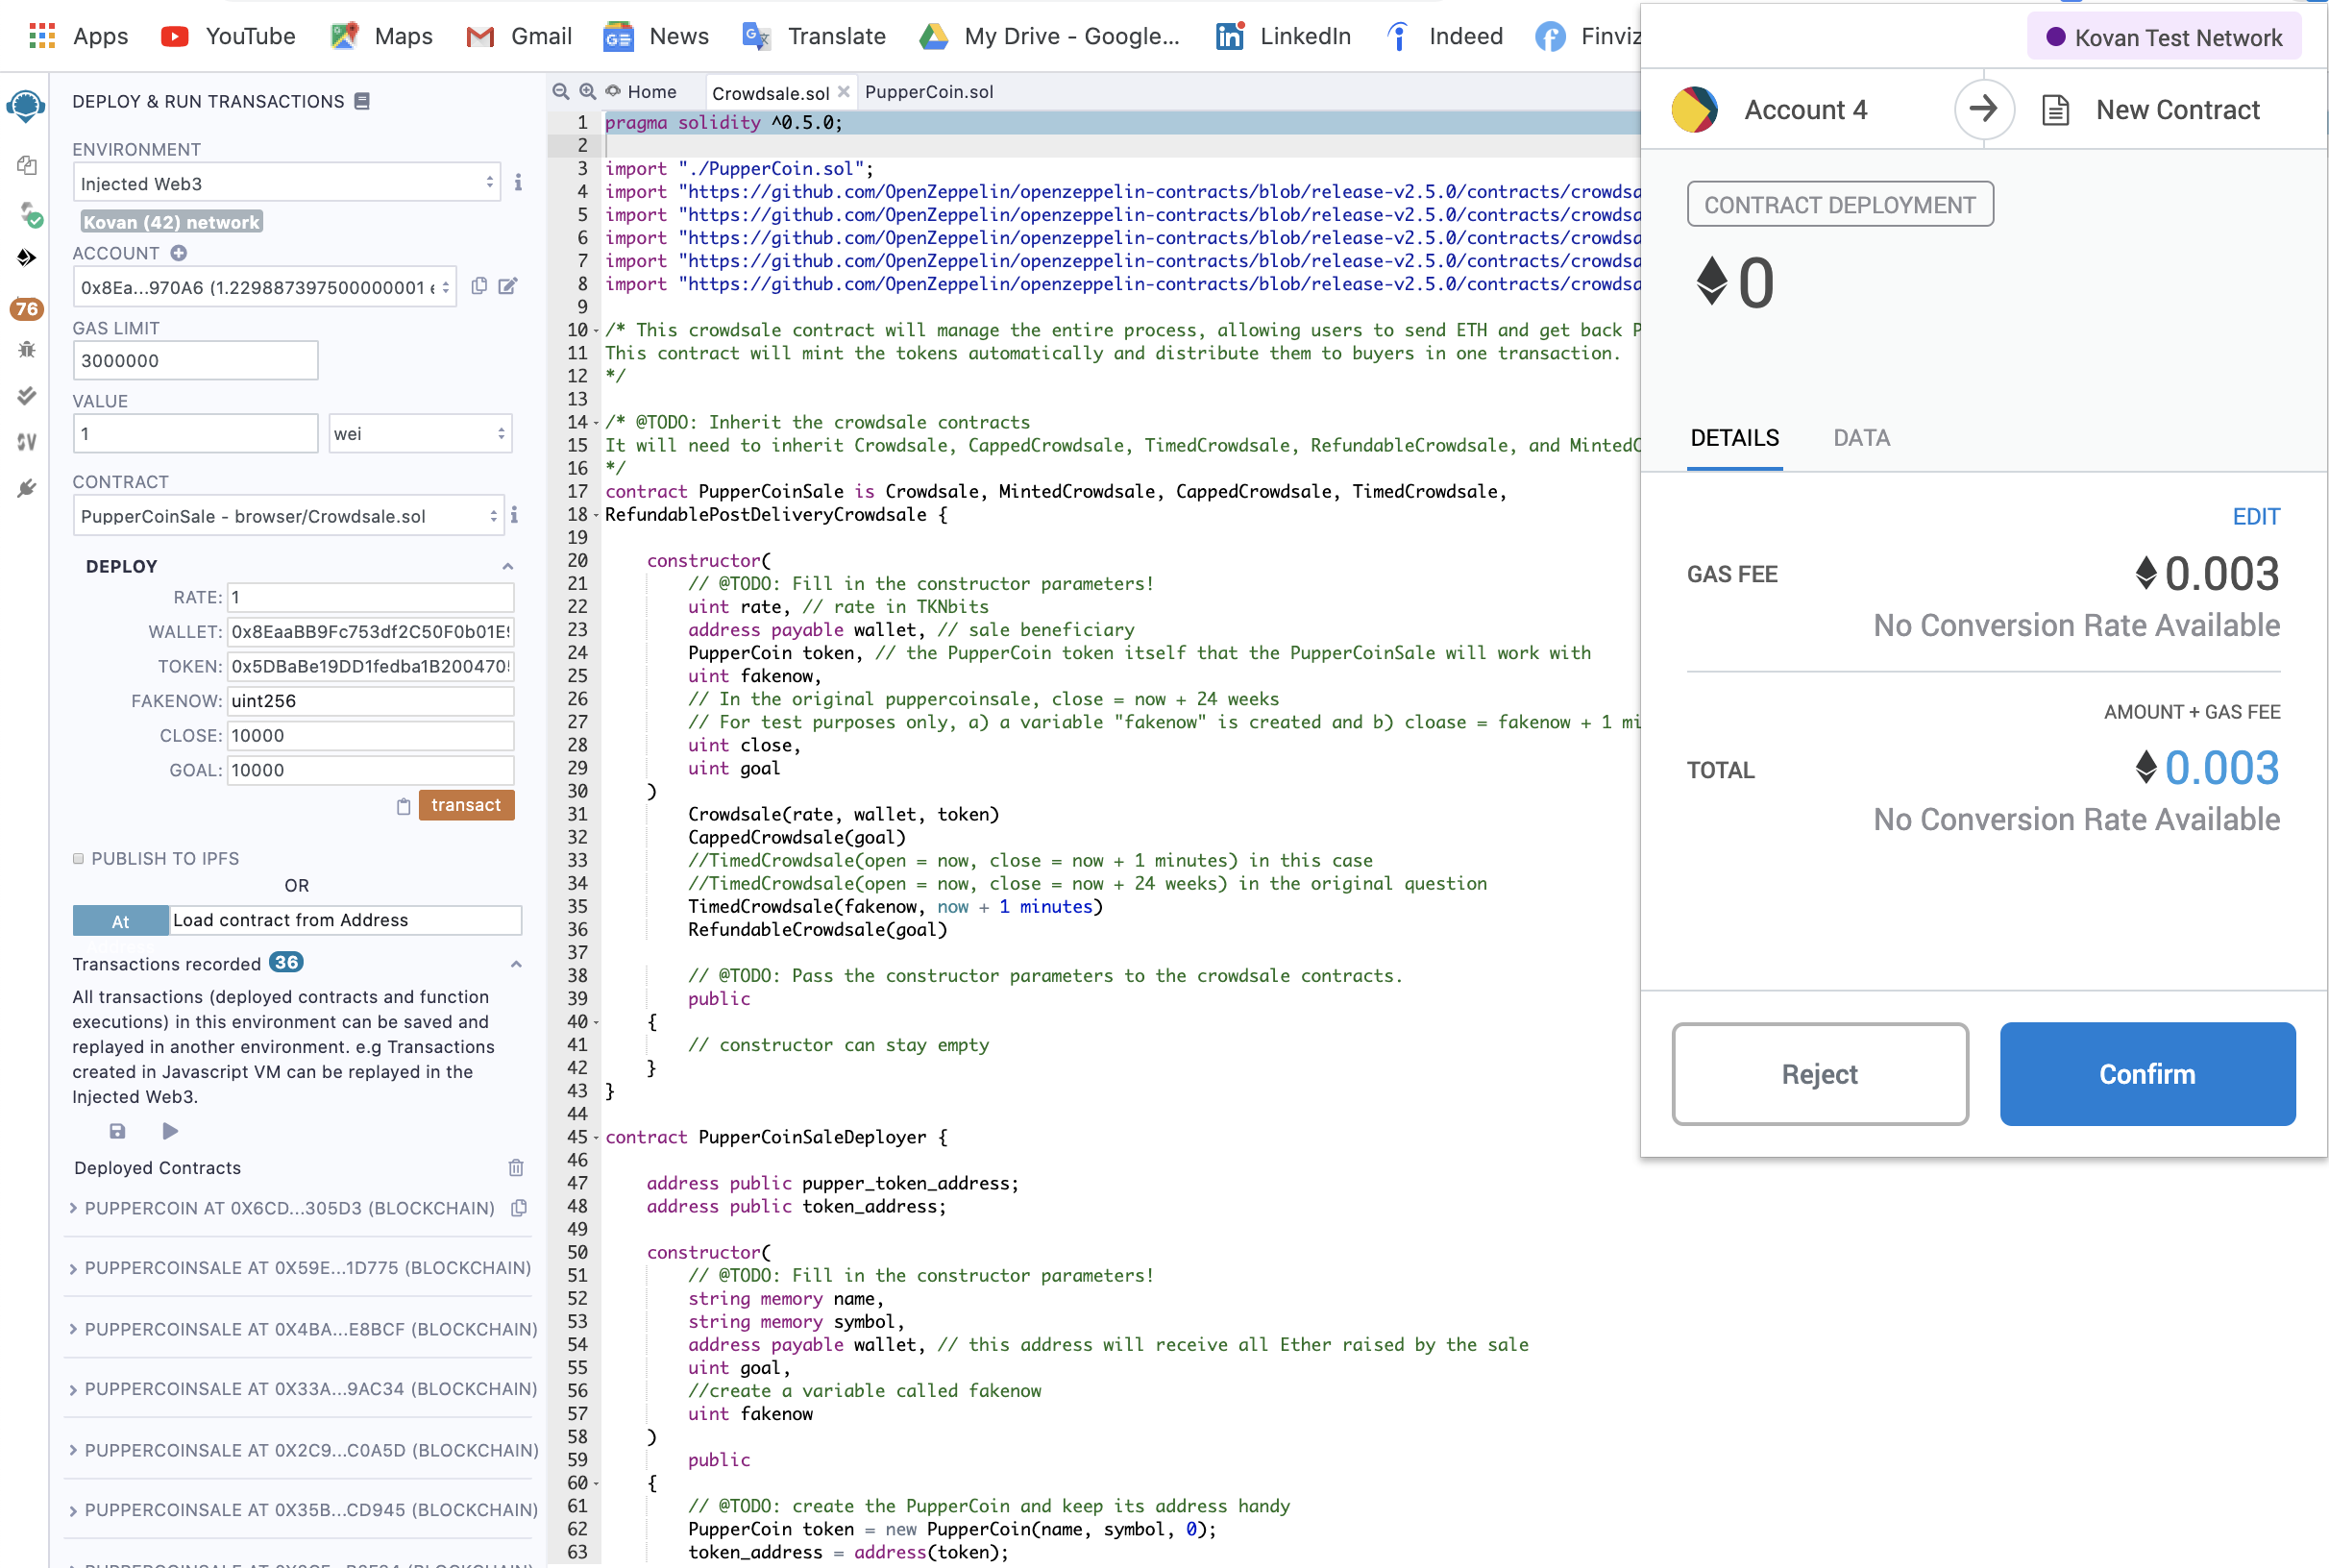 Apps YouTube Maps Gmail News Translate My Drive - Google... LinkedIn Indeed Finviz
DEPLOY & RUN TRANSACTIONS
ENVIRONMENT
Injected Web3
Kovan (42) network
ACCOUNT
0x8Ea...970A6 (1.229887397500000001 e
GAS LIMIT
3000000
VALUE
1 wei
CONTRACT
PupperCoinSale - browser/Crowdsale.sol
DEPLOY
RATE: 1
WALLET: 0x8EaaBB9Fc753df2C50F0b01E9
TOKEN: 0x5DBaBe19DD1fedba1B200470
FAKENOW: uint256
CLOSE: 10000
GOAL: 10000
transact
PUBLISH TO IPFS
OR
At Load contract from Address
Transactions recorded 36
All transactions (deployed contracts and function
executions) in this environment can be saved and
replayed in another environment. e.g Transactions
created in Javascript VM can be replayed in the
Injected Web3.
Deployed Contracts
PUPPERCOIN AT 0X6CD...305D3 (BLOCKCHAIN)
PUPPERCOINSALE AT 0X59E...1D775 (BLOCKCHAIN)
PUPPERCOINSALE AT 0X4BA...E8BCF (BLOCKCHAIN)
PUPPERCOINSALE AT 0X33A...9AC34 (BLOCKCHAIN)
PUPPERCOINSALE AT 0X2C9...C0A5D (BLOCKCHAIN)
PUPPERCOINSALE AT 0X35B...CD945 (BLOCKCHAIN)
76
SV
Home Crowdsale.sol PupperCoin.sol
1 pragma solidity ^0.5.0;
2
3 import "./PupperCoin.sol";
4 import "https://github.com/OpenZeppelin/openzeppelin-contracts/blob/release-v2.5.0/contracts/crowdsa
5 import "https://github.com/OpenZeppelin/openzeppelin-contracts/blob/release-v2.5.0/contracts/crowdsa
6 import "https://github.com/OpenZeppelin/openzeppelin-contracts/blob/release-v2.5.0/contracts/crowdsa
7 import "https://github.com/OpenZeppelin/openzeppelin-contracts/blob/release-v2.5.0/contracts/crowdsa
8 import "https://github.com/OpenZeppelin/openzeppelin-contracts/blob/release-v2.5.0/contracts/crowdsa
9
10 /* This crowdsale contract will manage the entire process, allowing users to send ETH and get back P
11 This contract will mint the tokens automatically and distribute them to buyers in one transaction.
12 */
13
14 /* @TODO: Inherit the crowdsale contracts
15 It will need to inherit Crowdsale, CappedCrowdsale, TimedCrowdsale, RefundableCrowdsale, and MintedC
16 */
17 contract PupperCoinSale is Crowdsale, MintedCrowdsale, CappedCrowdsale, TimedCrowdsale,
18 RefundablePostDeliveryCrowdsale {
19
20 constructor(
21 // @TODO: Fill in the constructor parameters!
22 uint rate, // rate in TKNbits
23 address payable wallet, // sale beneficiary
24 PupperCoin token, // the PupperCoin token itself that the PupperCoinSale will work with
25 uint fakenow,
26 // In the original puppercoinsale, close = now + 24 weeks
27 // For test purposes only, a) a variable "fakenow" is created and b) cloase = fakenow + 1 mi
28 uint close,
29 uint goal
30 )
31 Crowdsale(rate, wallet, token)
32 CappedCrowdsale(goal)
33 //TimedCrowdsale(open = now, close = now + 1 minutes) in this case
34 //TimedCrowdsale(open = now, close = now + 24 weeks) in the original question
35 TimedCrowdsale(fakenow, now + 1 minutes)
36 RefundableCrowdsale(goal)
37
38 // @TODO: Pass the constructor parameters to the crowdsale contracts.
39 public
40 {
41 // constructor can stay empty
42 }
43 }
44
45 contract PupperCoinSaleDeployer {
46
47 address public pupper_token_address;
48 address public token_address;
49
50 constructor(
51 // @TODO: Fill in the constructor parameters!
52 string memory name,
53 string memory symbol,
54 address payable wallet, // this address will receive all Ether raised by the sale
55 uint goal,
56 //create a variable called fakenow
57 uint fakenow
58 )
59 public
60 {
61 // @TODO: create the PupperCoin and keep its address handy
62 PupperCoin token = new PupperCoin(name, symbol, 0);
63 token_address = address(token);
Kovan Test Network
Account 4 New Contract
CONTRACT DEPLOYMENT
0
DETAILS DATA
EDIT
GAS FEE 0.003
No Conversion Rate Available
AMOUNT + GAS FEE
TOTAL 0.003
No Conversion Rate Available
Reject Confirm